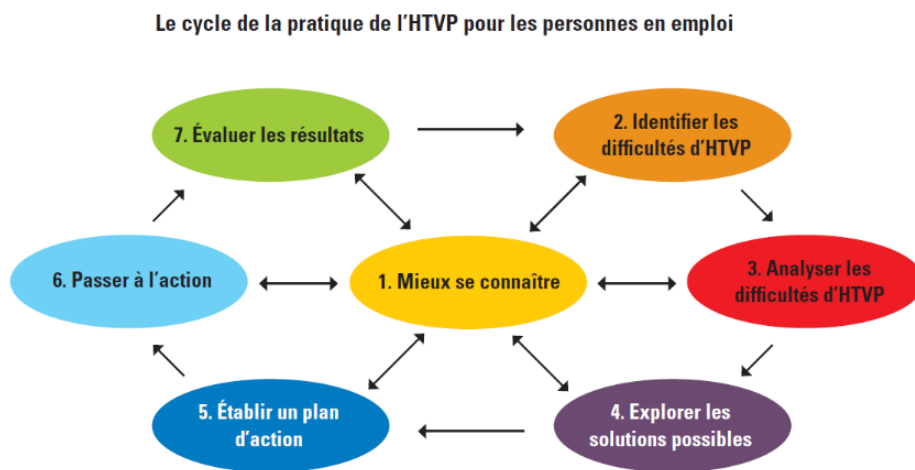 Le cycle de la pratique de l'HTVP pour les personnes en emploi
7. Évaluer les résultats
2. Identifier les
difficultés d'HTVP
6. Passer à l'action
1. Mieux se connaître
3. Analyser les
difficultés d'HTVP
5. Établir un plan
d'action
4. Explorer les
solutions possibles